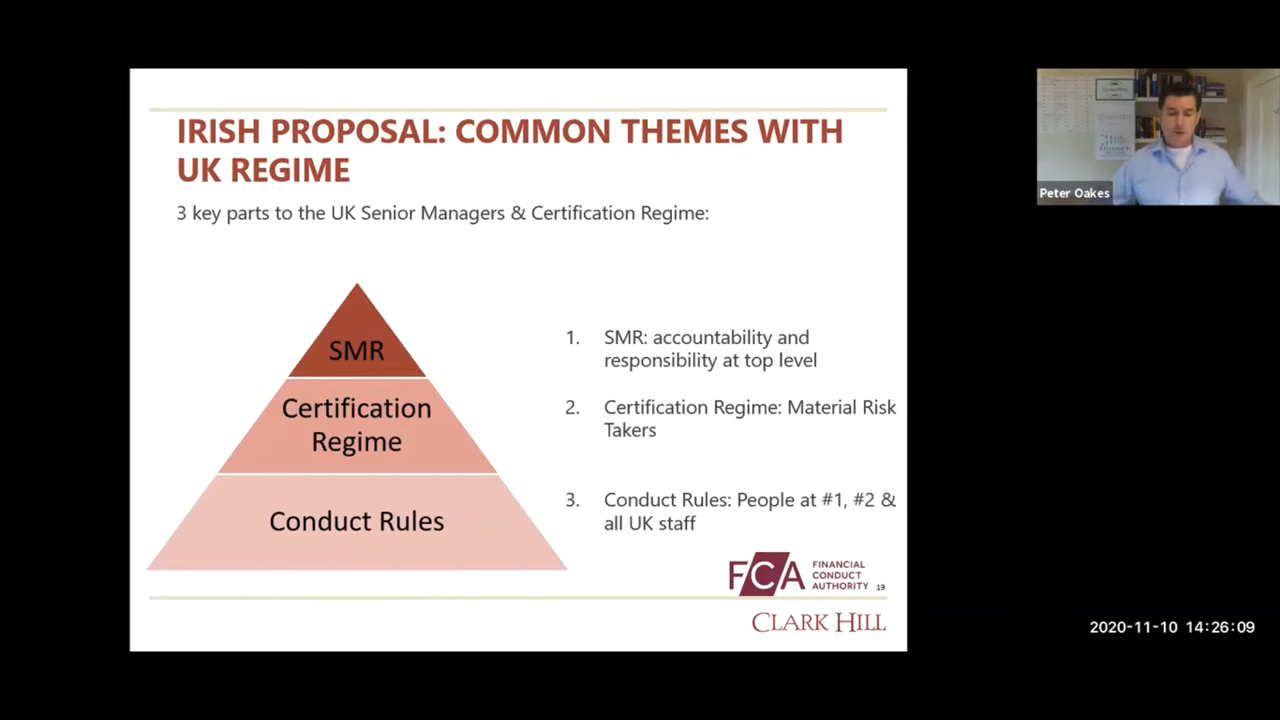 IRISH PROPOSAL: COMMON THEMES WITH
UK REGIME
3 key parts to the UK Senior Managers & Certification Regime:
SMR
Certification
Regime
Conduct Rules
1. SMR: accountability and
responsibility at top level
2. Certification Regime: Material Risk
Takers
3. Conduct Rules: People at #1, #2 &
all UK staff
FCA FINANCIAL
CONDUCT
AUTHORITY
19
CLARK HILL
Peter Oakes
2020-11-10 14:26:09